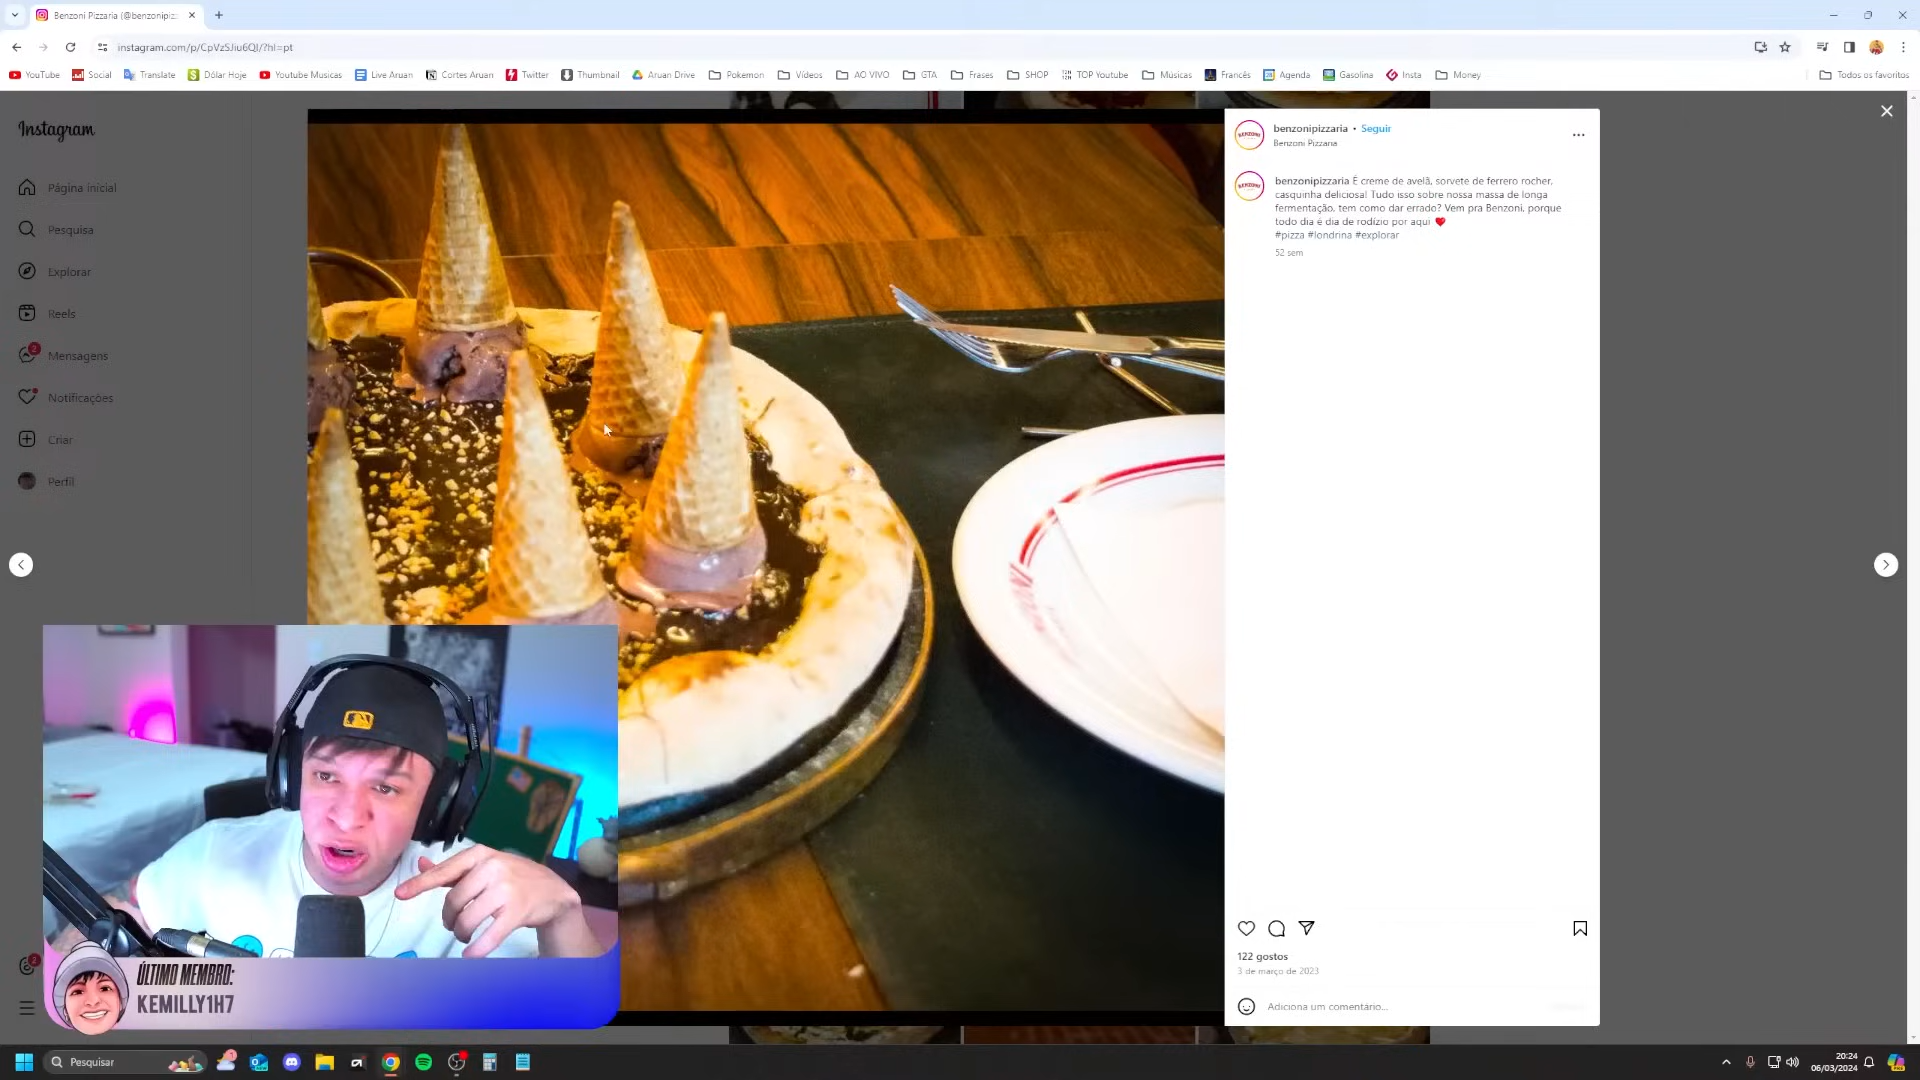 Benzoni Pizzaria (@benzonipiz
instagram.com/p/CpVzSJiu6QJ/?hl=pt
YouTube
Social
Translate
Dólar Hoje
Youtube Musicas
Live Aruan
Cortes Aruan
Twitter
Thumbnail
Aruan Drive
Pokemon
Vídeos
AO VIVO
GTA
Frases
SHOP
TOP Youtube
Músicas
Francês
Agenda
Gasolina
Insta
Money
Todos os favoritos
Instagram
Página inicial
Pesquisa
Explorar
Reels
3
Mensagens
Notificações
Criar
Perfil
benzonipizzaria • Seguir
Benzoni Pizzaria
benzonipizzaria É creme de avelã, sorvete de ferrero rocher,
casquinha deliciosa! Tudo isso sobre nossa massa de longa
fermentação, tem como dar errado? Vem pra Benzoni, porque
todo dia é dia de rodízio por aqui ❤️
#pizza #londrina #explorar
52 sem
122 gostos
3 de março de 2023
Adiciona um comentário...
2
ÚLTIMO MEMBRO:
KEMILLY1H7
Pesquisar
20:24
06/03/2024